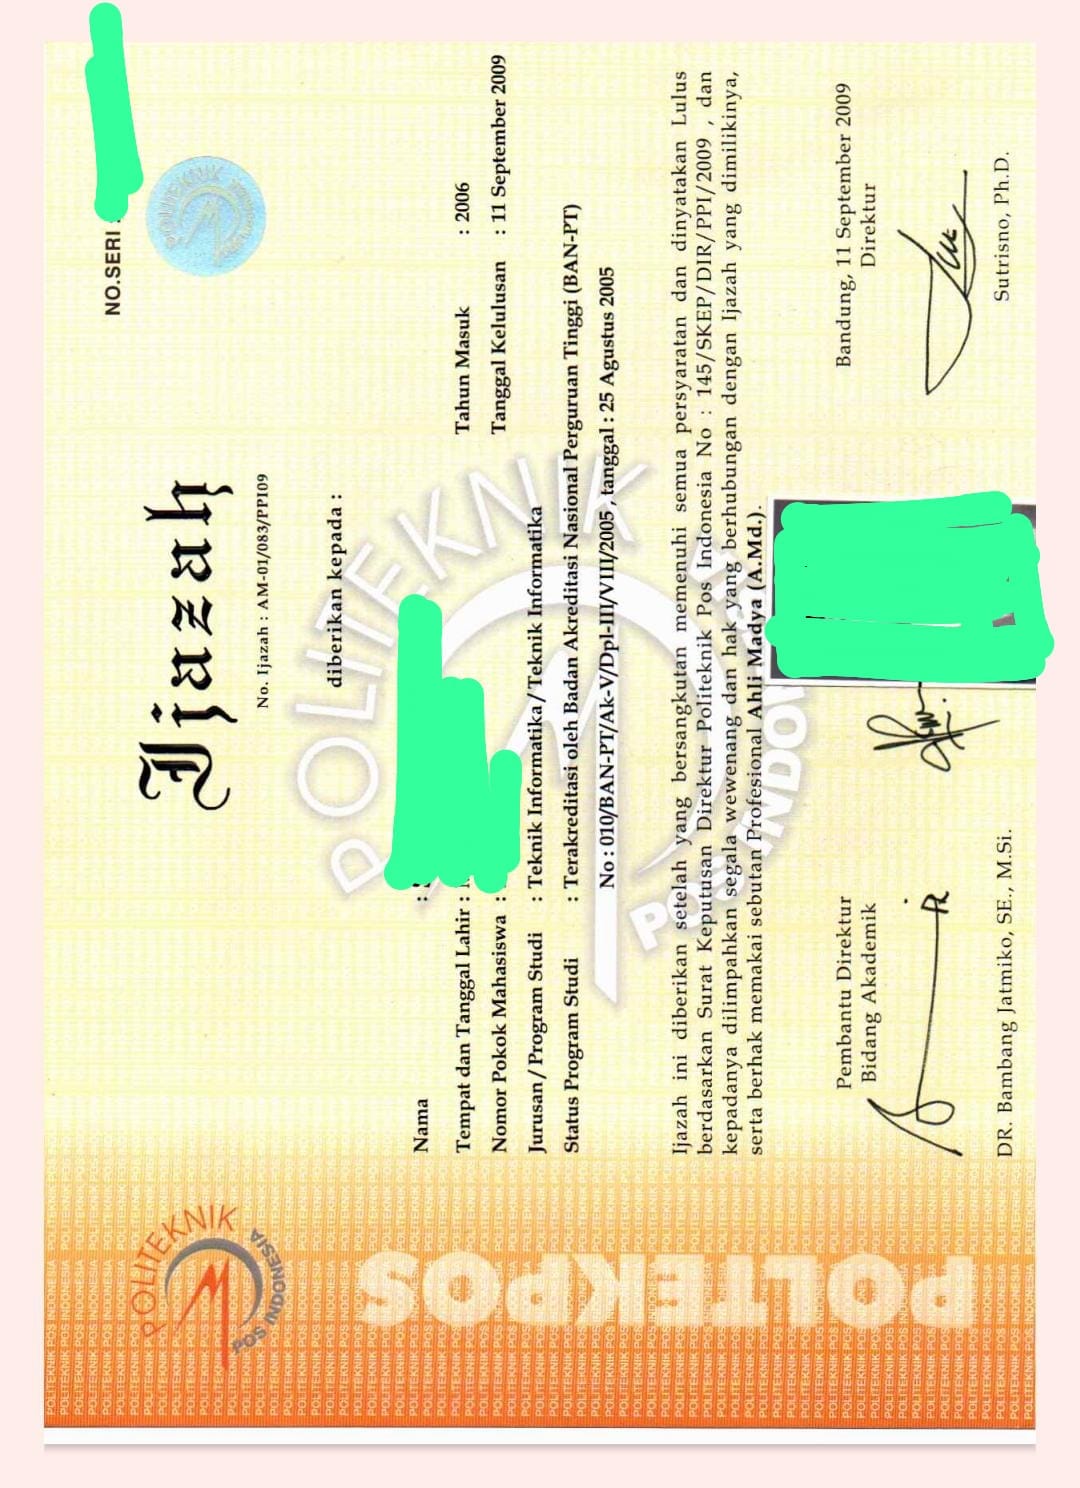 POLITEKNIK POS INDONESIA
POLITEKNIK
POS INDONESIA
POLITEKPOS
NO.SERI :
Ijazah
No. Ijazah : AM-01/083/PPI09
diberikan kepada :
Nama :
Tempat dan Tanggal Lahir : Tahun Masuk : 2006
Nomor Pokok Mahasiswa : Tanggal Kelulusan : 11 September 2009
Jurusan / Program Studi : Teknik Informatika / Teknik Informatika
Status Program Studi : Terakreditasi oleh Badan Akreditasi Nasional Perguruan Tinggi (BAN-PT)
No : 010/BAN-PT/Ak-V/Dpl-III/VIII/2005 , tanggal : 25 Agustus 2005
Ijazah ini diberikan setelah yang bersangkutan memenuhi semua persyaratan dan dinyatakan Lulus
berdasarkan Surat Keputusan Direktur Politeknik Pos Indonesia No : 145/SKEP/DIR/PPI/2009 , dan
kepadanya dilimpahkan segala wewenang dan hak yang berhubungan dengan Ijazah yang dimilikinya,
serta berhak memakai sebutan Profesional Ahli Madya (A.Md.).
Pembantu Direktur
Bidang Akademik
DR. Bambang Jatmiko, SE., M.Si.
Bandung, 11 September 2009
Direktur
Sutrisno, Ph.D.